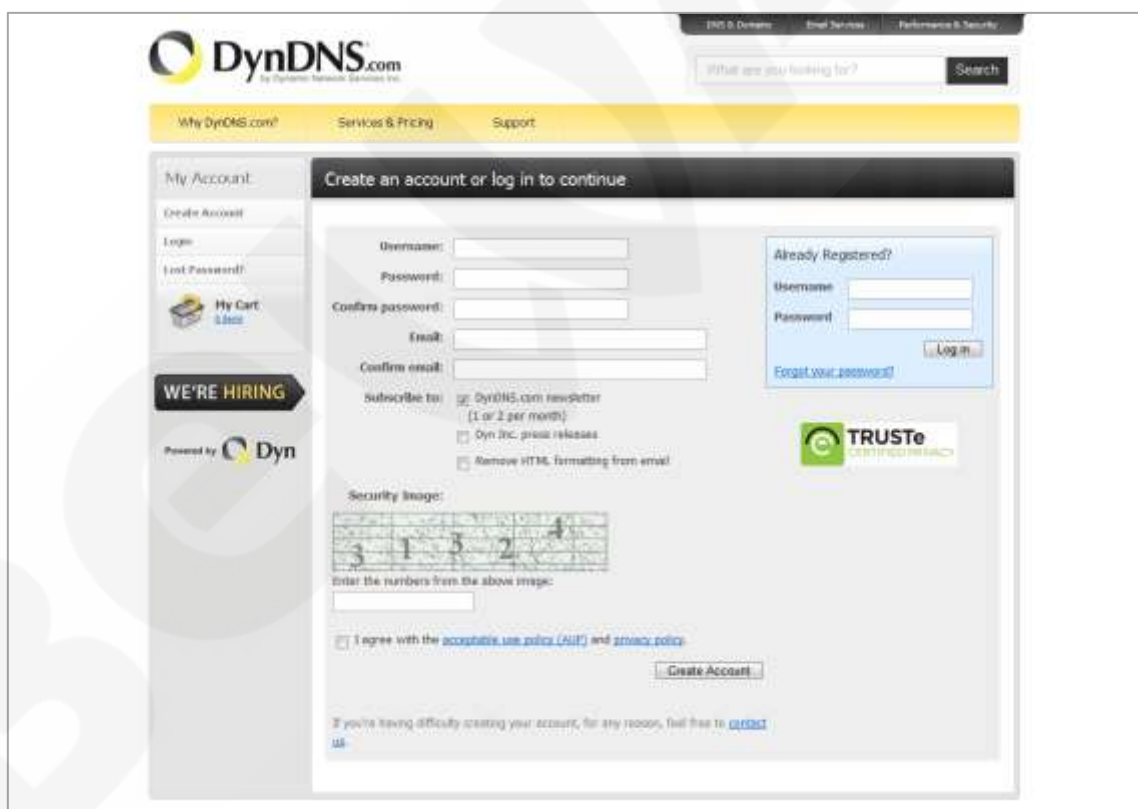 DNS & Domains Email Services Performance & Security
DynDNS.com
by Dynamic Network Services Inc.
What are you looking for? Search
Why DynDNS.com? Services & Pricing Support
My Account
Create Account
Login
Lost Password?
My Cart
WE'RE HIRING
Powered by Dyn
Create an account or log in to continue
Username:
Password:
Confirm password:
Email:
Confirm email:
Subscribe to: DynDNS.com newsletter
(1 or 2 per month)
Dyn Inc. press releases
Remove HTML formatting from email
Security Image:
3 1 3 2 4
Enter the numbers from the above image:
I agree with the acceptable use policy (AUP) and privacy policy.
Create Account
If you're having difficulty creating your account, for any reason, feel free to contact
us.
Already Registered?
Username
Password
Log in
Forgot your password?
TRUSTe
CERTIFIED PRIVACY